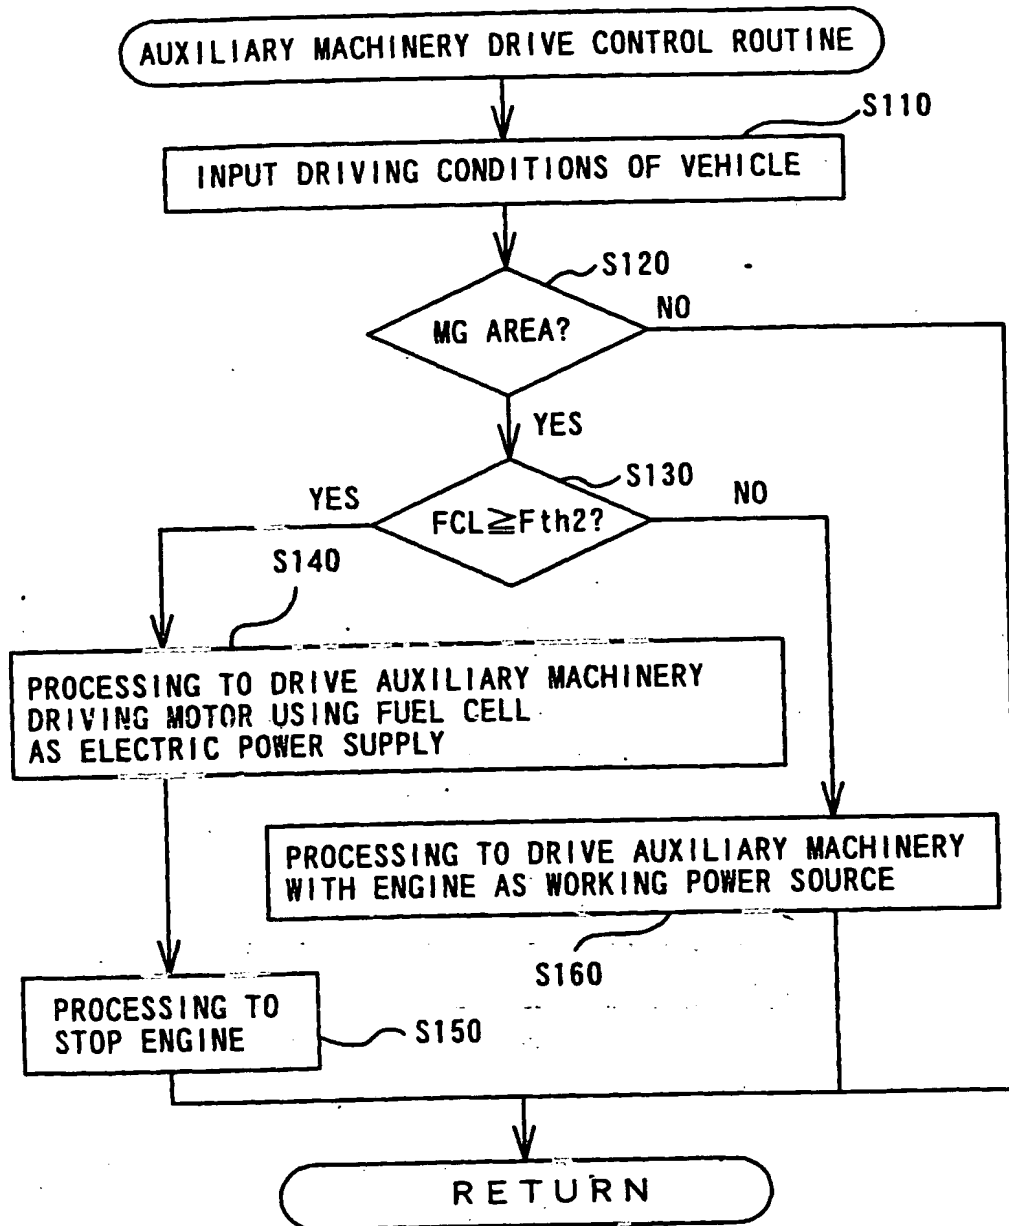 AUXILIARY MACHINERY DRIVE CONTROL ROUTINE
S110
INPUT DRIVING CONDITIONS OF VEHICLE
S120
MG AREA?
NO
YES
S130
FCL≧Fth2?
YES
NO
S140
PROCESSING TO DRIVE AUXILIARY MACHINERY
DRIVING MOTOR USING FUEL CELL
AS ELECTRIC POWER SUPPLY
PROCESSING TO DRIVE AUXILIARY MACHINERY
WITH ENGINE AS WORKING POWER SOURCE
S160
PROCESSING TO
STOP ENGINE
S150
RETURN